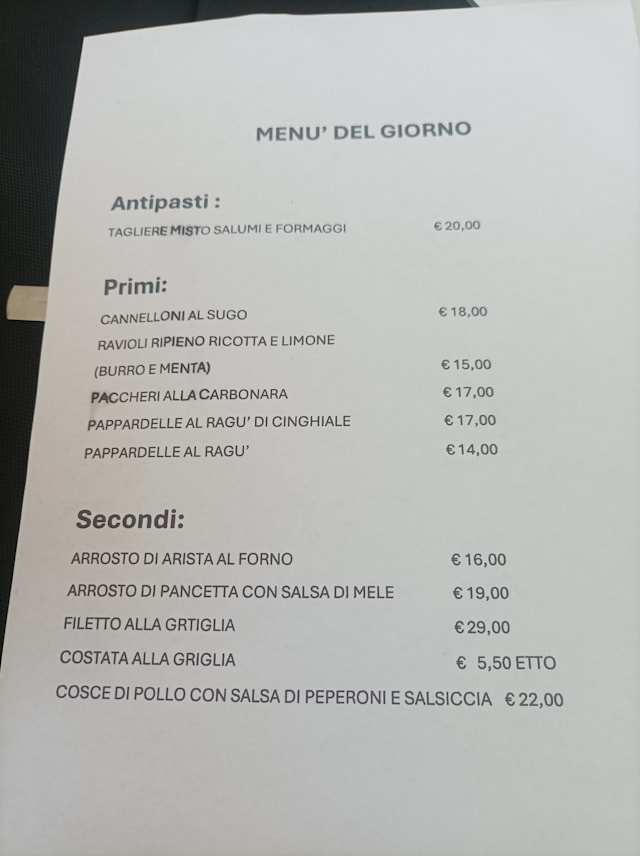 MENU' DEL GIORNO
Antipasti :
TAGLIERE MISTO SALUMI E FORMAGGI € 20,00
Primi:
CANNELLONI AL SUGO € 18,00
RAVIOLI RIPIENO RICOTTA E LIMONE
(BURRO E MENTA) € 15,00
PACCHERI ALLA CARBONARA € 17,00
PAPPARDELLE AL RAGU' DI CINGHIALE € 17,00
PAPPARDELLE AL RAGU' € 14,00
Secondi:
ARROSTO DI ARISTA AL FORNO € 16,00
ARROSTO DI PANCETTA CON SALSA DI MELE € 19,00
FILETTO ALLA GRTIGLIA € 29,00
COSTATA ALLA GRIGLIA € 5,50 ETTO
COSCE DI POLLO CON SALSA DI PEPERONI E SALSICCIA € 22,00